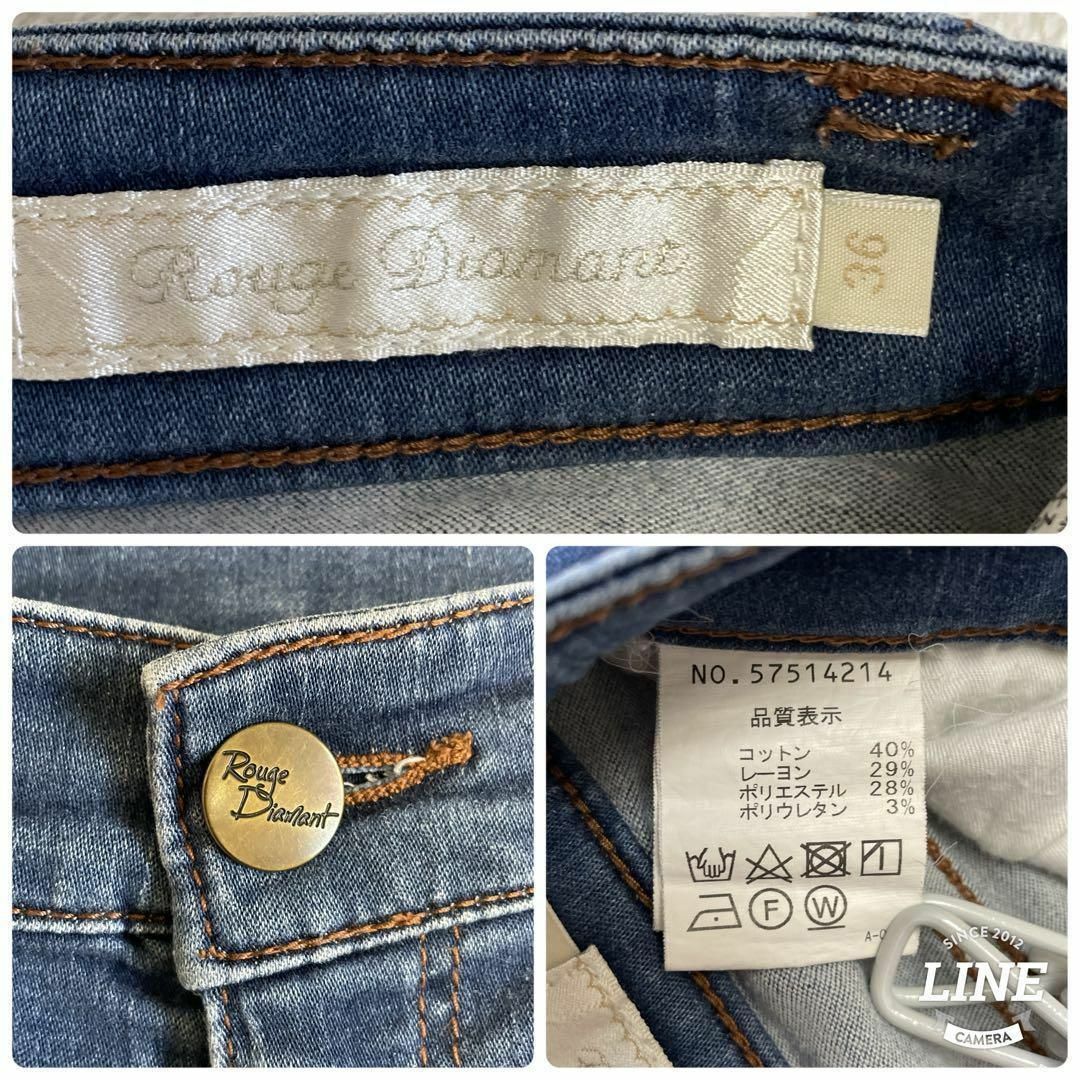 Rouge Diamant
36
Rouge
Diamant
NO.57514214
品質表示
コットン 40%
レーヨン 29%
ポリエステル 28%
ポリウレタン 3%
F W
SINCE 2012
LINE
CAMERA